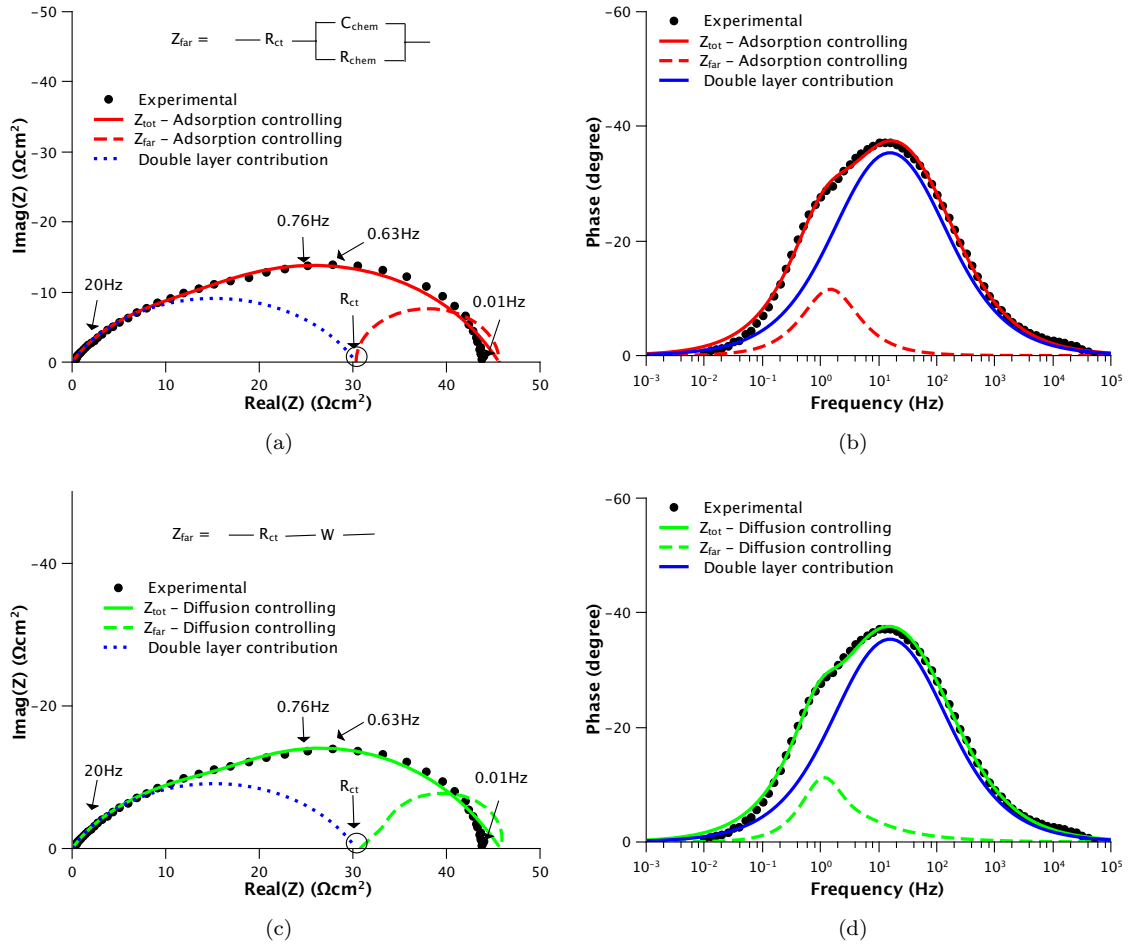 Z_far = R_ct C_chem R_chem
Experimental
Z_tot – Adsorption controlling
Z_far – Adsorption controlling
Double layer contribution
0.76Hz
0.63Hz
20Hz
R_ct
0.01Hz
-50
-40
-30
-20
-10
0
Imag(Z) (Ωcm²)
0 10 20 30 40 50
Real(Z) (Ωcm²)
(a)
Experimental
Z_tot – Adsorption controlling
Z_far – Adsorption controlling
Double layer contribution
-60
-40
-20
0
Phase (degree)
10⁻³ 10⁻² 10⁻¹ 10⁰ 10¹ 10² 10³ 10⁴ 10⁵
Frequency (Hz)
(b)
Z_far = R_ct W
Experimental
Z_tot – Diffusion controlling
Z_far – Diffusion controlling
Double layer contribution
0.76Hz
0.63Hz
20Hz
R_ct
0.01Hz
-40
-20
0
Imag(Z) (Ωcm²)
0 10 20 30 40 50
Real(Z) (Ωcm²)
(c)
Experimental
Z_tot – Diffusion controlling
Z_far – Diffusion controlling
Double layer contribution
-60
-40
-20
0
Phase (degree)
10⁻³ 10⁻² 10⁻¹ 10⁰ 10¹ 10² 10³ 10⁴ 10⁵
Frequency (Hz)
(d)